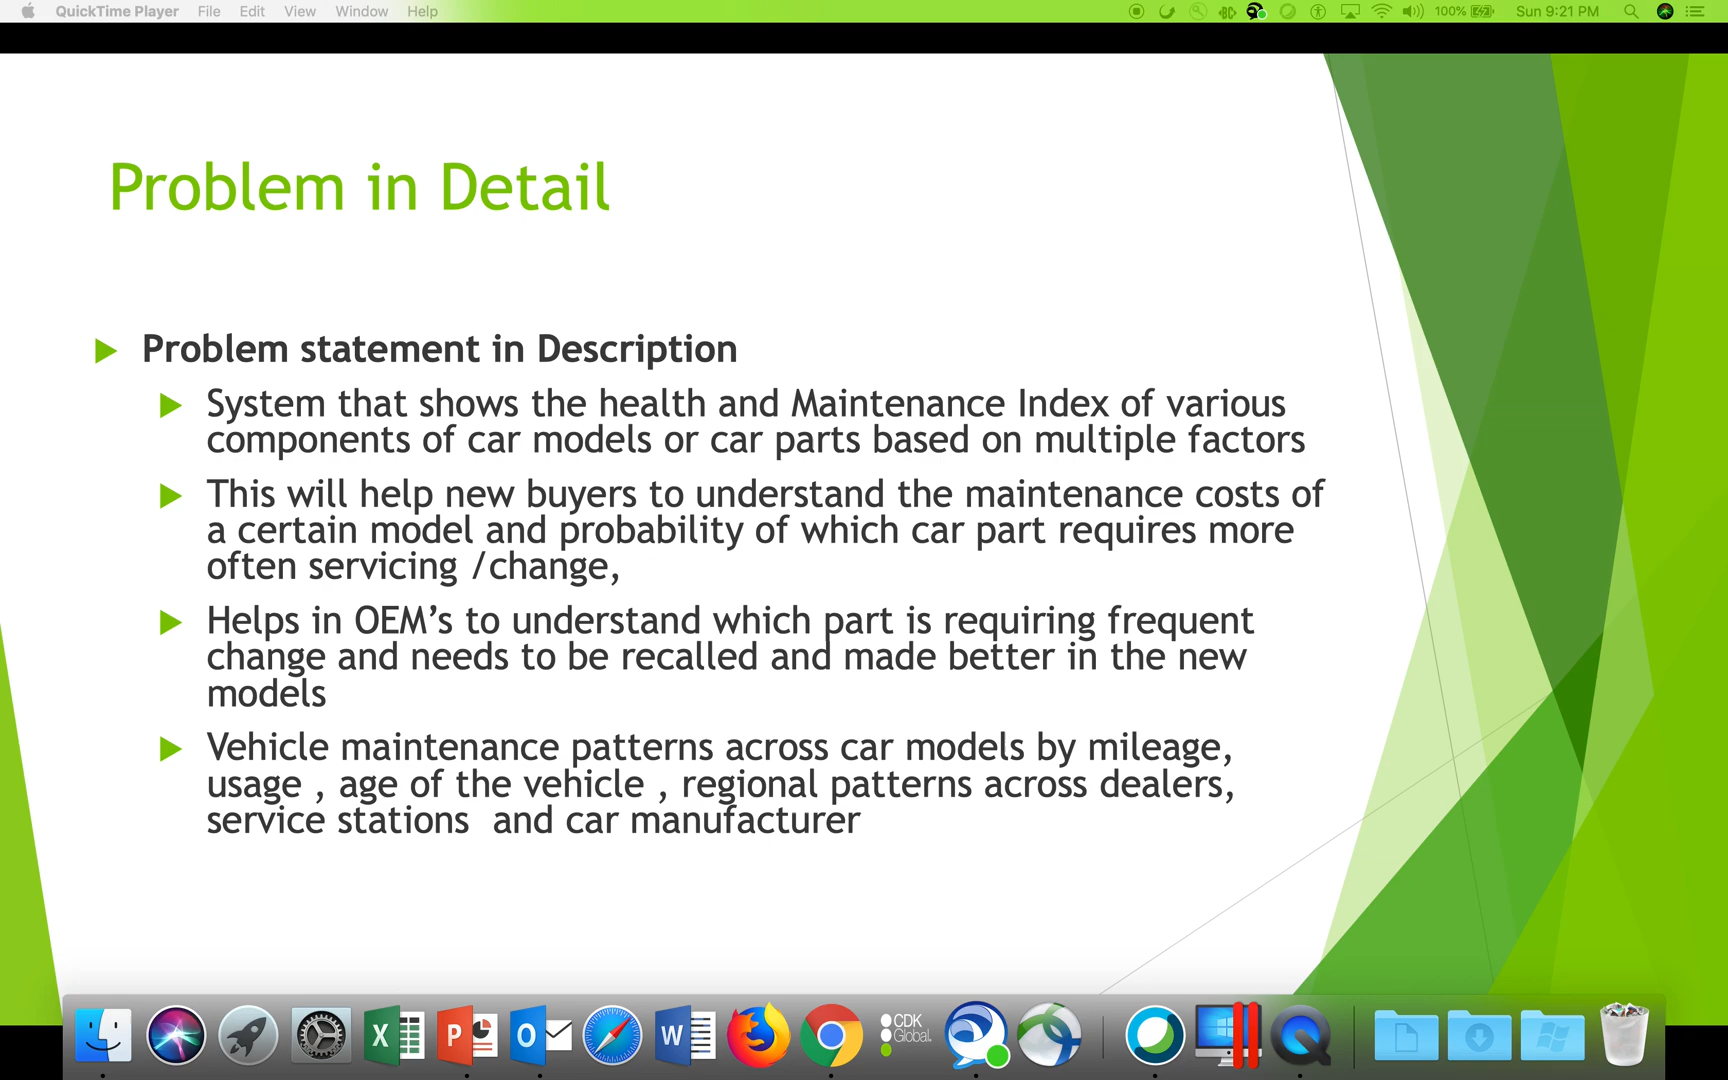 QuickTime Player File Edit View Window Help 100% Sun 9:21 PM
Problem in Detail
Problem statement in Description
System that shows the health and Maintenance Index of various
components of car models or car parts based on multiple factors
This will help new buyers to understand the maintenance costs of
a certain model and probability of which car part requires more
often servicing /change,
Helps in OEM’s to understand which part is requiring frequent
change and needs to be recalled and made better in the new
models
Vehicle maintenance patterns across car models by mileage,
usage , age of the vehicle , regional patterns across dealers,
service stations  and car manufacturer
X P O W CDK
Global.